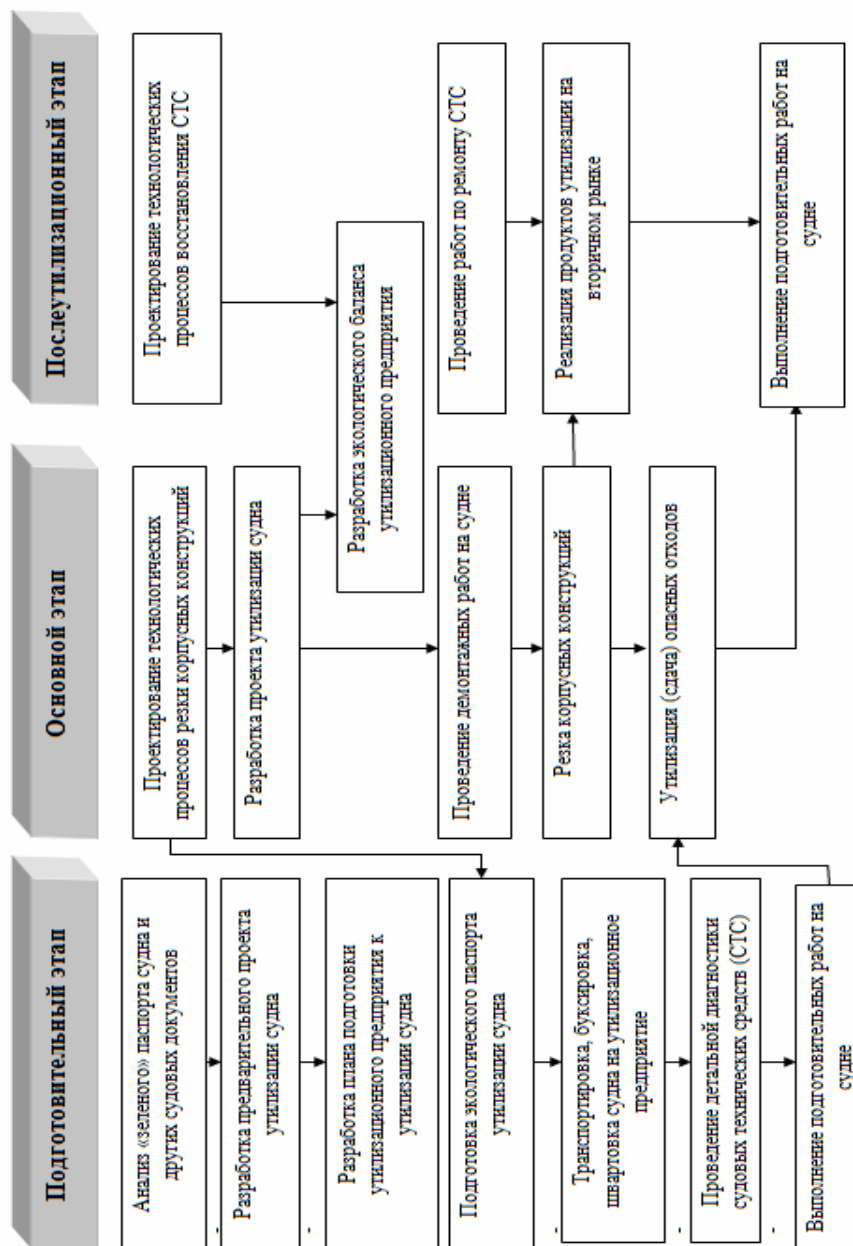 Подготовительный этап
Анализ «зеленого» паспорта судна и
других судовых документов
Разработка предварительного проекта
утилизации судна
Разработка плана подготовки
утилизационного предприятия к
утилизации судна
Подготовка экологического паспорта
утилизации судна
Транспортировка, буксировка,
швартовка судна на утилизационное
предприятие
Проведение детальной диагностики
судовых технических средств (СТС)
Выполнение подготовительных работ на
судне
Основной этап
Проектирование технологических
процессов резки корпусных конструкций
Разработка проекта утилизации судна
Проведение демонтажных работ на судне
Резка корпусных конструкций
Утилизация (сдача) опасных отходов
Послеутилизационный этап
Проектирование технологических
процессов восстановления СТС
Разработка экологического баланса
утилизационного предприятия
Проведение работ по ремонту СТС
Реализация продуктов утилизации на
вторичном рынке
Выполнение подготовительных работ на
судне